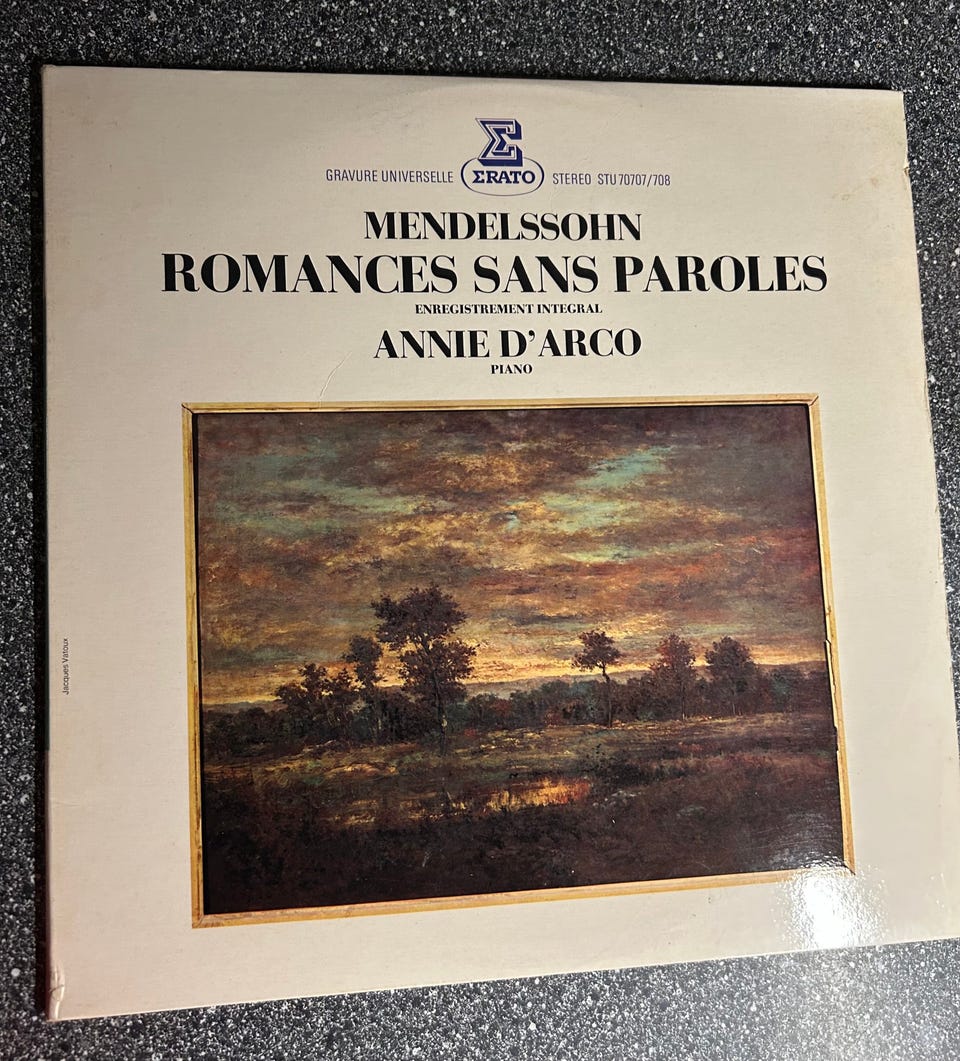 GRAVURE UNIVERSELLE ΣRATO STEREO STU 70707/708
MENDELSSOHN
ROMANCES SANS PAROLES
ENREGISTREMENT INTEGRAL
ANNIE D'ARCO
PIANO
Jacques Vatoux